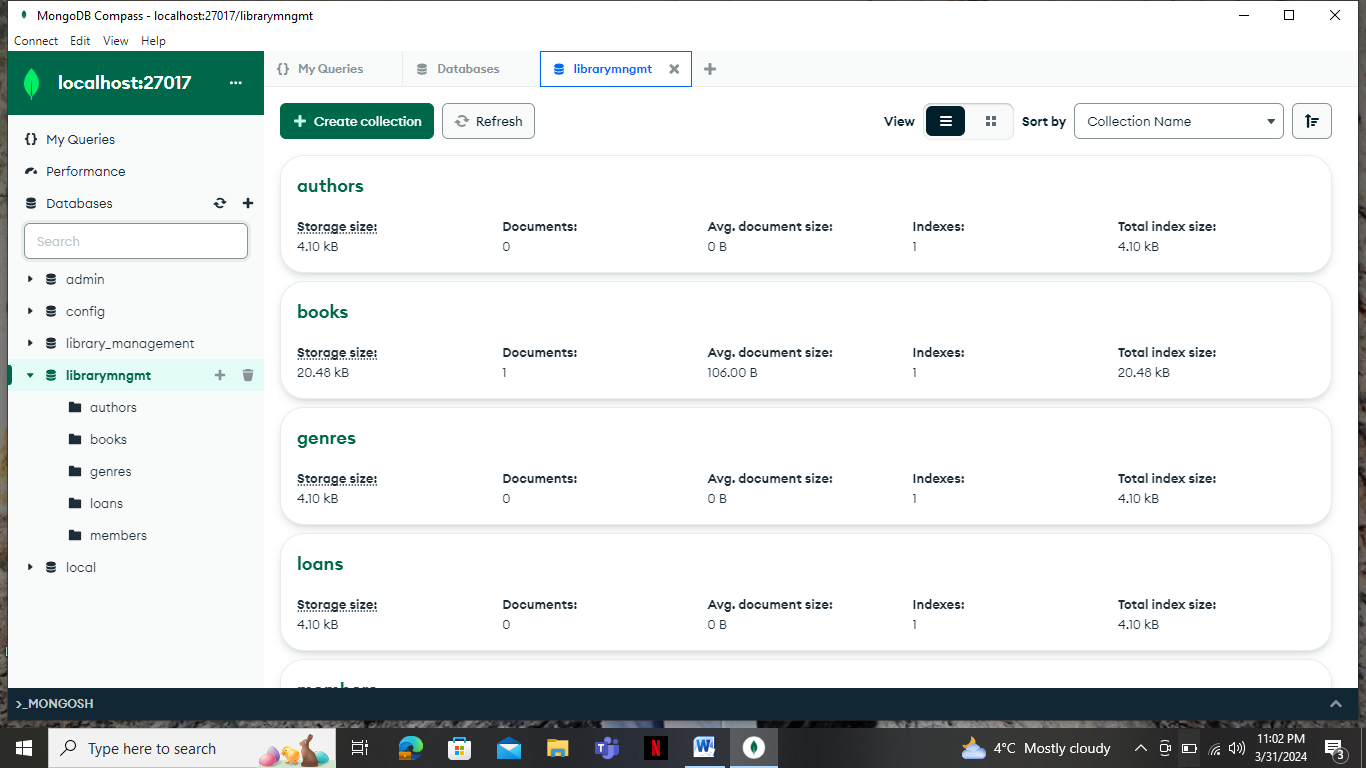 MongoDB Compass - localhost:27017/librarymngmt
Connect Edit View Help
localhost:27017 ...
{} My Queries
Performance
Databases
Search
admin
config
library_management
librarymngmt
authors
books
genres
loans
members
local
{} My Queries Databases librarymngmt
Create collection Refresh View Sort by Collection Name
authors
Storage size: Documents: Avg. document size: Indexes: Total index size:
4.10 kB 0 0 B 1 4.10 kB
books
Storage size: Documents: Avg. document size: Indexes: Total index size:
20.48 kB 1 106.00 B 1 20.48 kB
genres
Storage size: Documents: Avg. document size: Indexes: Total index size:
4.10 kB 0 0 B 1 4.10 kB
loans
Storage size: Documents: Avg. document size: Indexes: Total index size:
4.10 kB 0 0 B 1 4.10 kB
members
>_MONGOSH
Type here to search 4°C Mostly cloudy 11:02 PM
3/31/2024 3